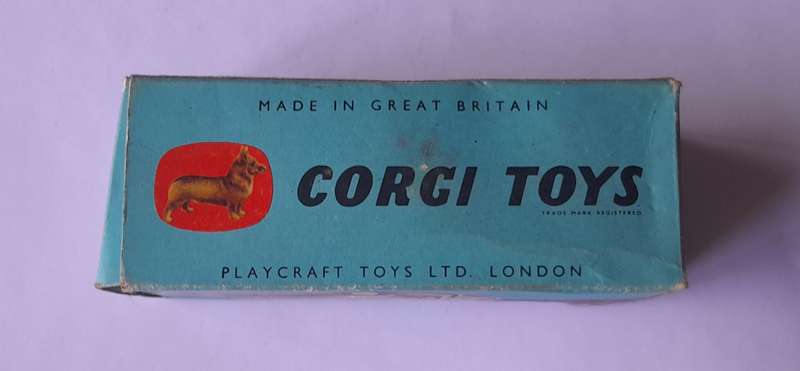 MADE IN GREAT BRITAIN
CORGI TOYS
TRADE MARK REGISTERED
PLAYCRAFT TOYS LTD. LONDON